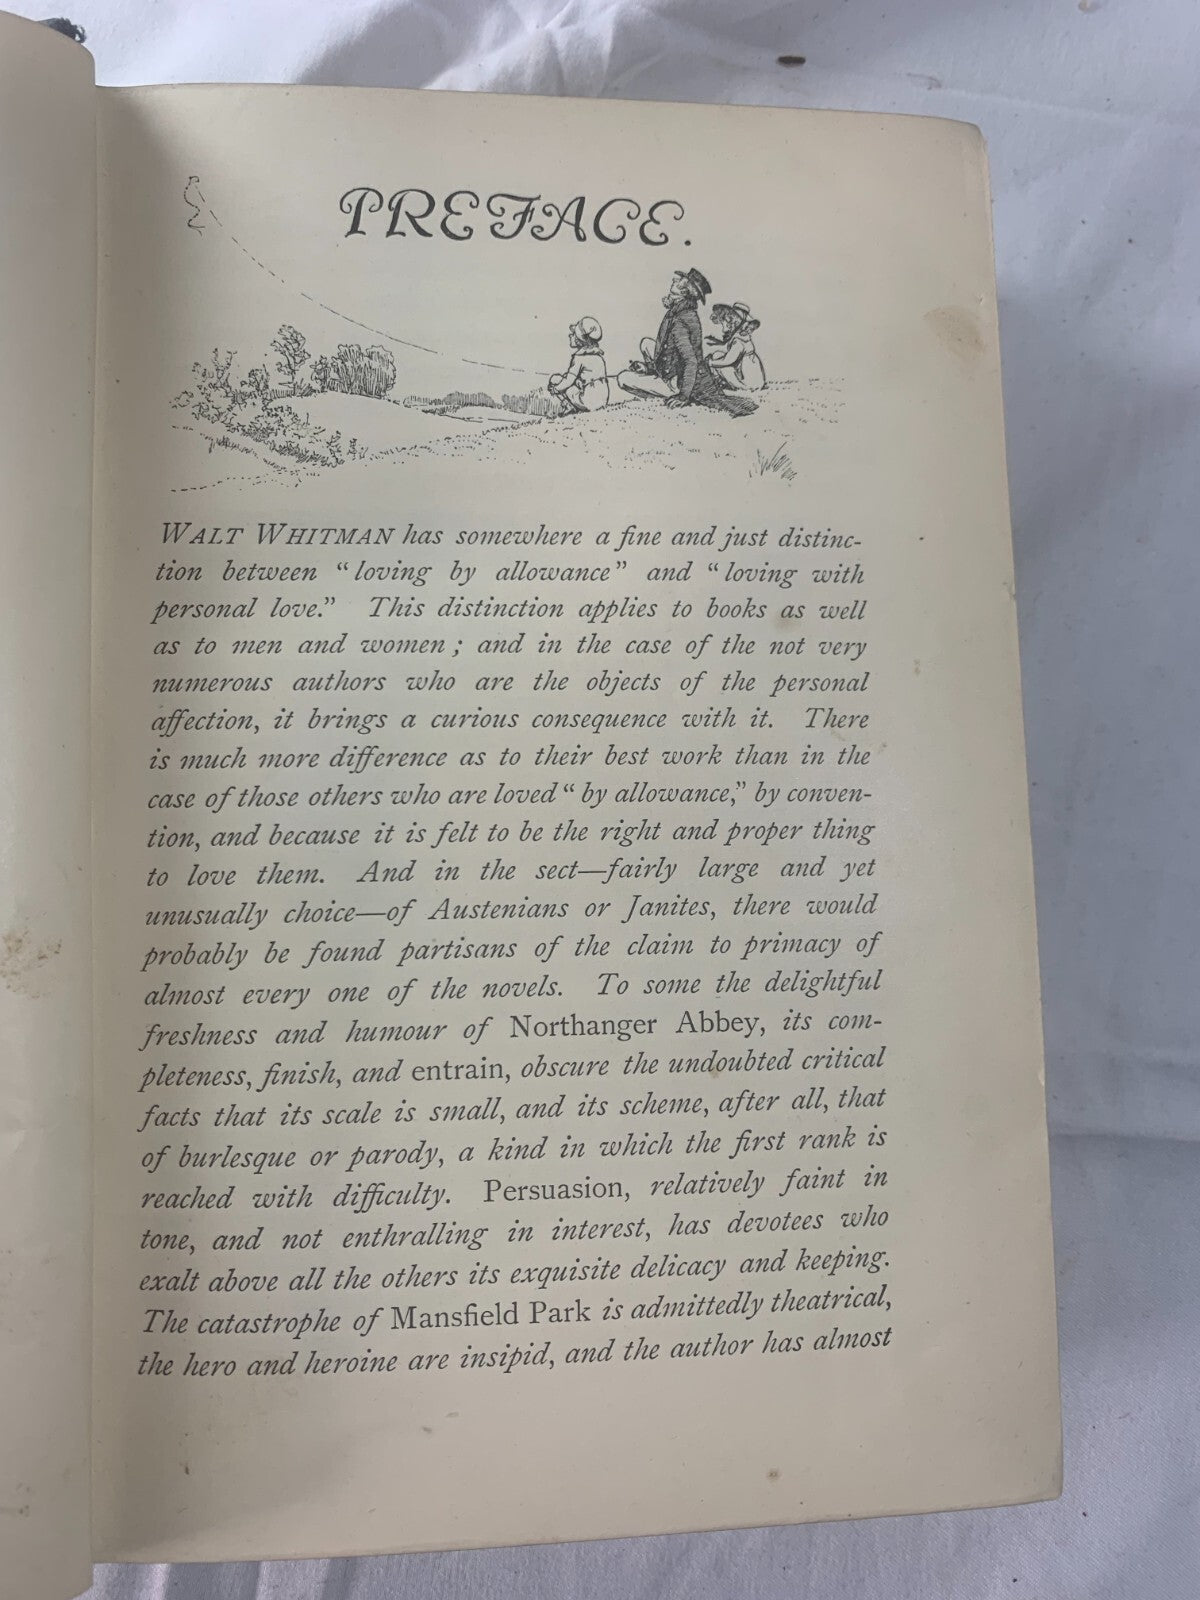 PREFACE.
WALT WHITMAN has somewhere a fine and just distinc-
tion between “loving by allowance” and “loving with
personal love.” This distinction applies to books as well
as to men and women; and in the case of the not very
numerous authors who are the objects of the personal
affection, it brings a curious consequence with it. There
is much more difference as to their best work than in the
case of those others who are loved “by allowance,” by conven-
tion, and because it is felt to be the right and proper thing
to love them. And in the sect—fairly large and yet
unusually choice—of Austenians or Janites, there would
probably be found partisans of the claim to primacy of
almost every one of the novels. To some the delightful
freshness and humour of Northanger Abbey, its com-
pleteness, finish, and entrain, obscure the undoubted critical
facts that its scale is small, and its scheme, after all, that
of burlesque or parody, a kind in which the first rank is
reached with difficulty. Persuasion, relatively faint in
tone, and not enthralling in interest, has devotees who
exalt above all the others its exquisite delicacy and keeping.
The catastrophe of Mansfield Park is admittedly theatrical,
the hero and heroine are insipid, and the author has almost